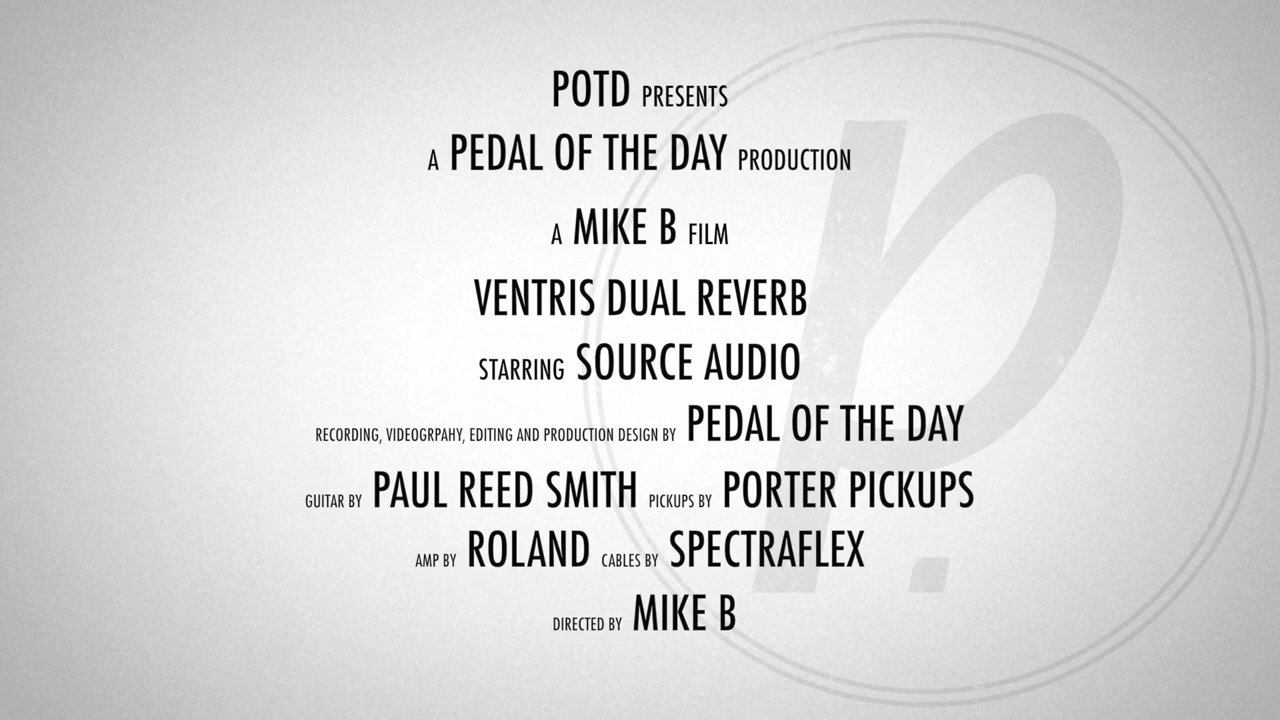 POTD PRESENTS
A PEDAL OF THE DAY PRODUCTION
A MIKE B FILM
VENTRIS DUAL REVERB
STARRING SOURCE AUDIO
RECORDING, VIDEOGRPAHY, EDITING AND PRODUCTION DESIGN BY PEDAL OF THE DAY
GUITAR BY PAUL REED SMITH PICKUPS BY PORTER PICKUPS
AMP BY ROLAND CABLES BY SPECTRAFLEX
DIRECTED BY MIKE B
p.